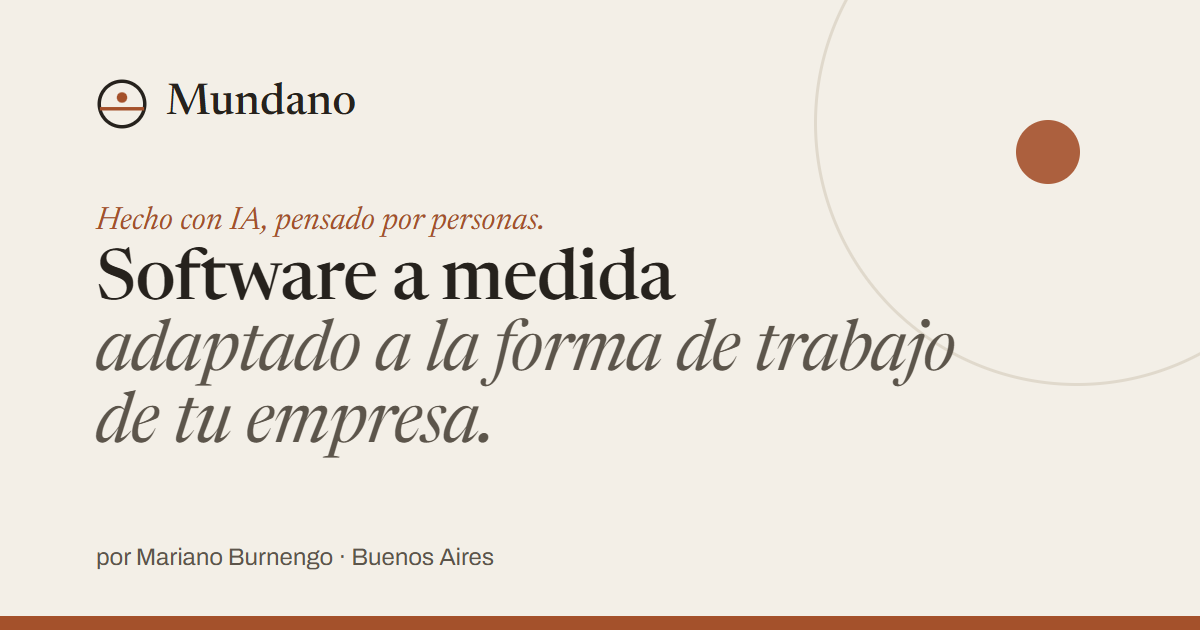 Mundano
Hecho con IA, pensado por personas.
Software a medida
adaptado a la forma de trabajo
de tu empresa.
por Mariano Burnengo · Buenos Aires